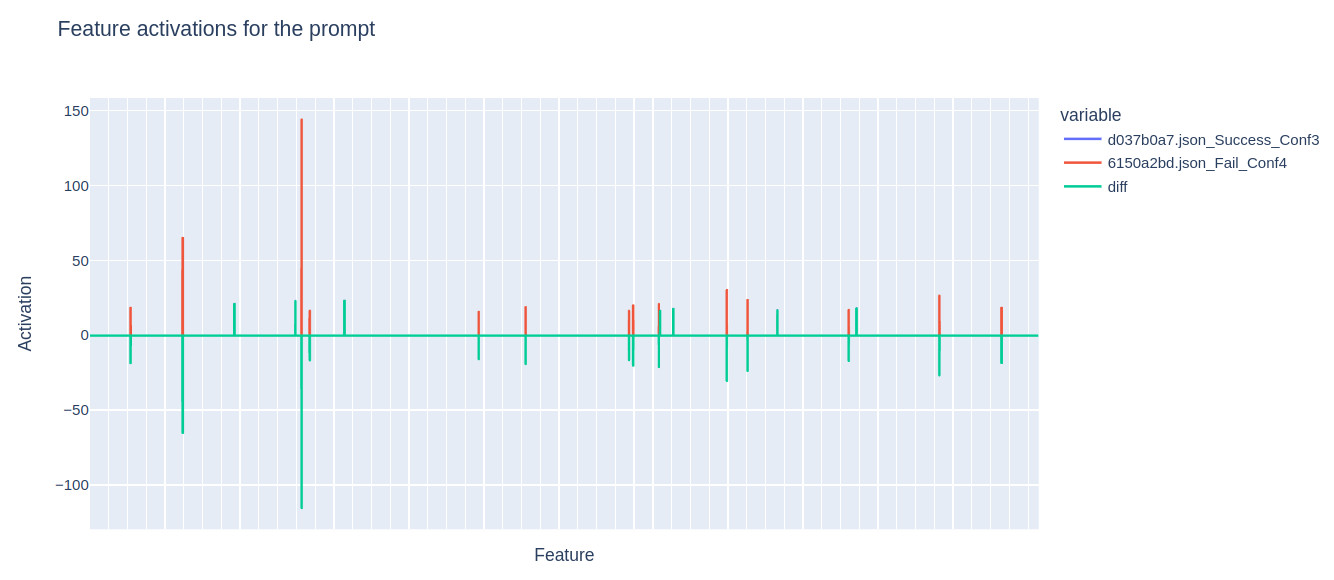 Feature activations for the prompt
150
100
50
0
−50
−100
Activation
Feature
variable
d037b0a7.json_Success_Conf3
6150a2bd.json_Fail_Conf4
diff